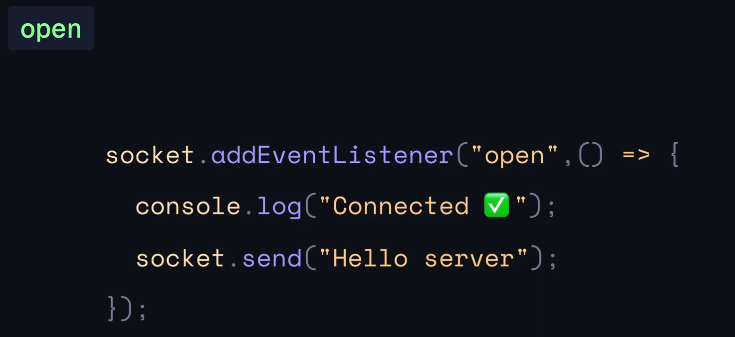 open
socket.addEventListener("open",() => {
  console.log("Connected ✅");
  socket.send("Hello server");
});